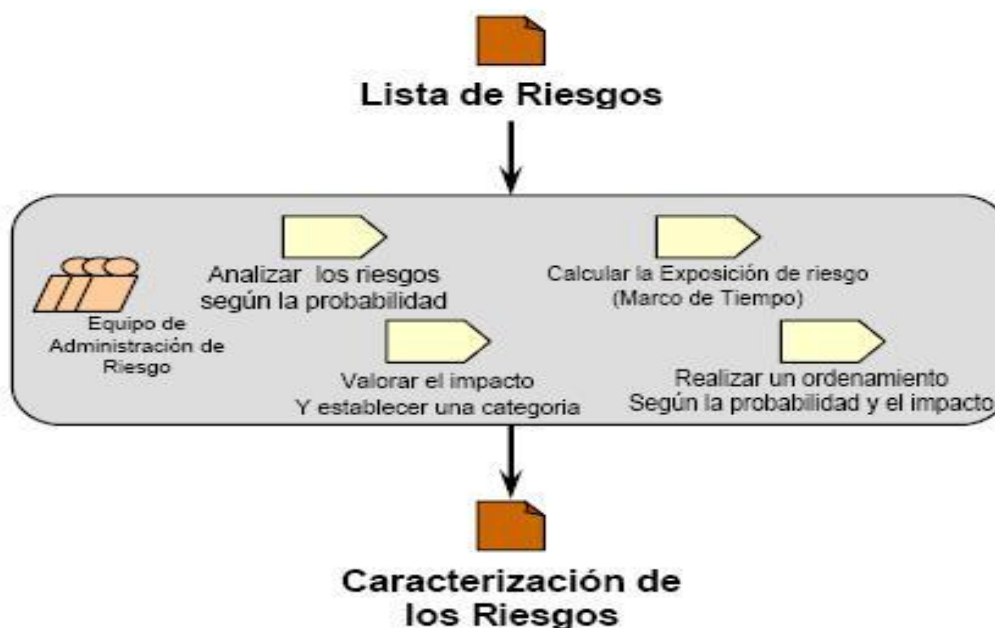 Lista de Riesgos
Analizar los riesgos
según la probabilidad
Calcular la Exposición de riesgo
(Marco de Tiempo)
Equipo de
Administración de
Riesgo
Valorar el impacto
Y establecer una categoria
Realizar un ordenamiento
Según la probabilidad y el impacto
Caracterización de
los Riesgos